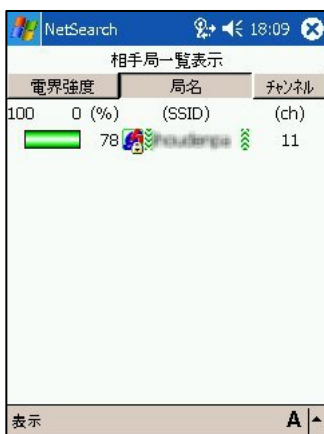 NetSearch 18:09
相手局一覧表示
電界強度 局名 ﾁｬﾝﾈﾙ
100 0 (%) (SSID) (ch)
78 11
表示 A